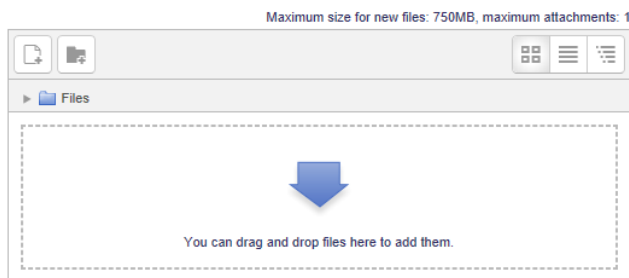 Maximum size for new files: 750MB, maximum attachments: 1
Files
You can drag and drop files here to add them.